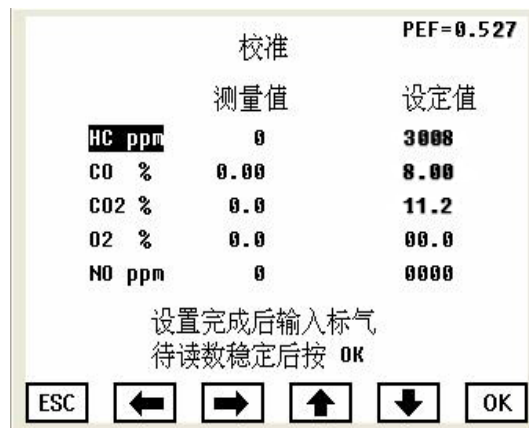 PEF=0.527
校准
测量值 设定值
HC ppm 0 3008
CO % 0.00 8.00
CO2 % 0.0 11.2
O2 % 0.0 00.0
NO ppm 0 0000
设置完成后输入标气
待读数稳定后按 OK
ESC OK